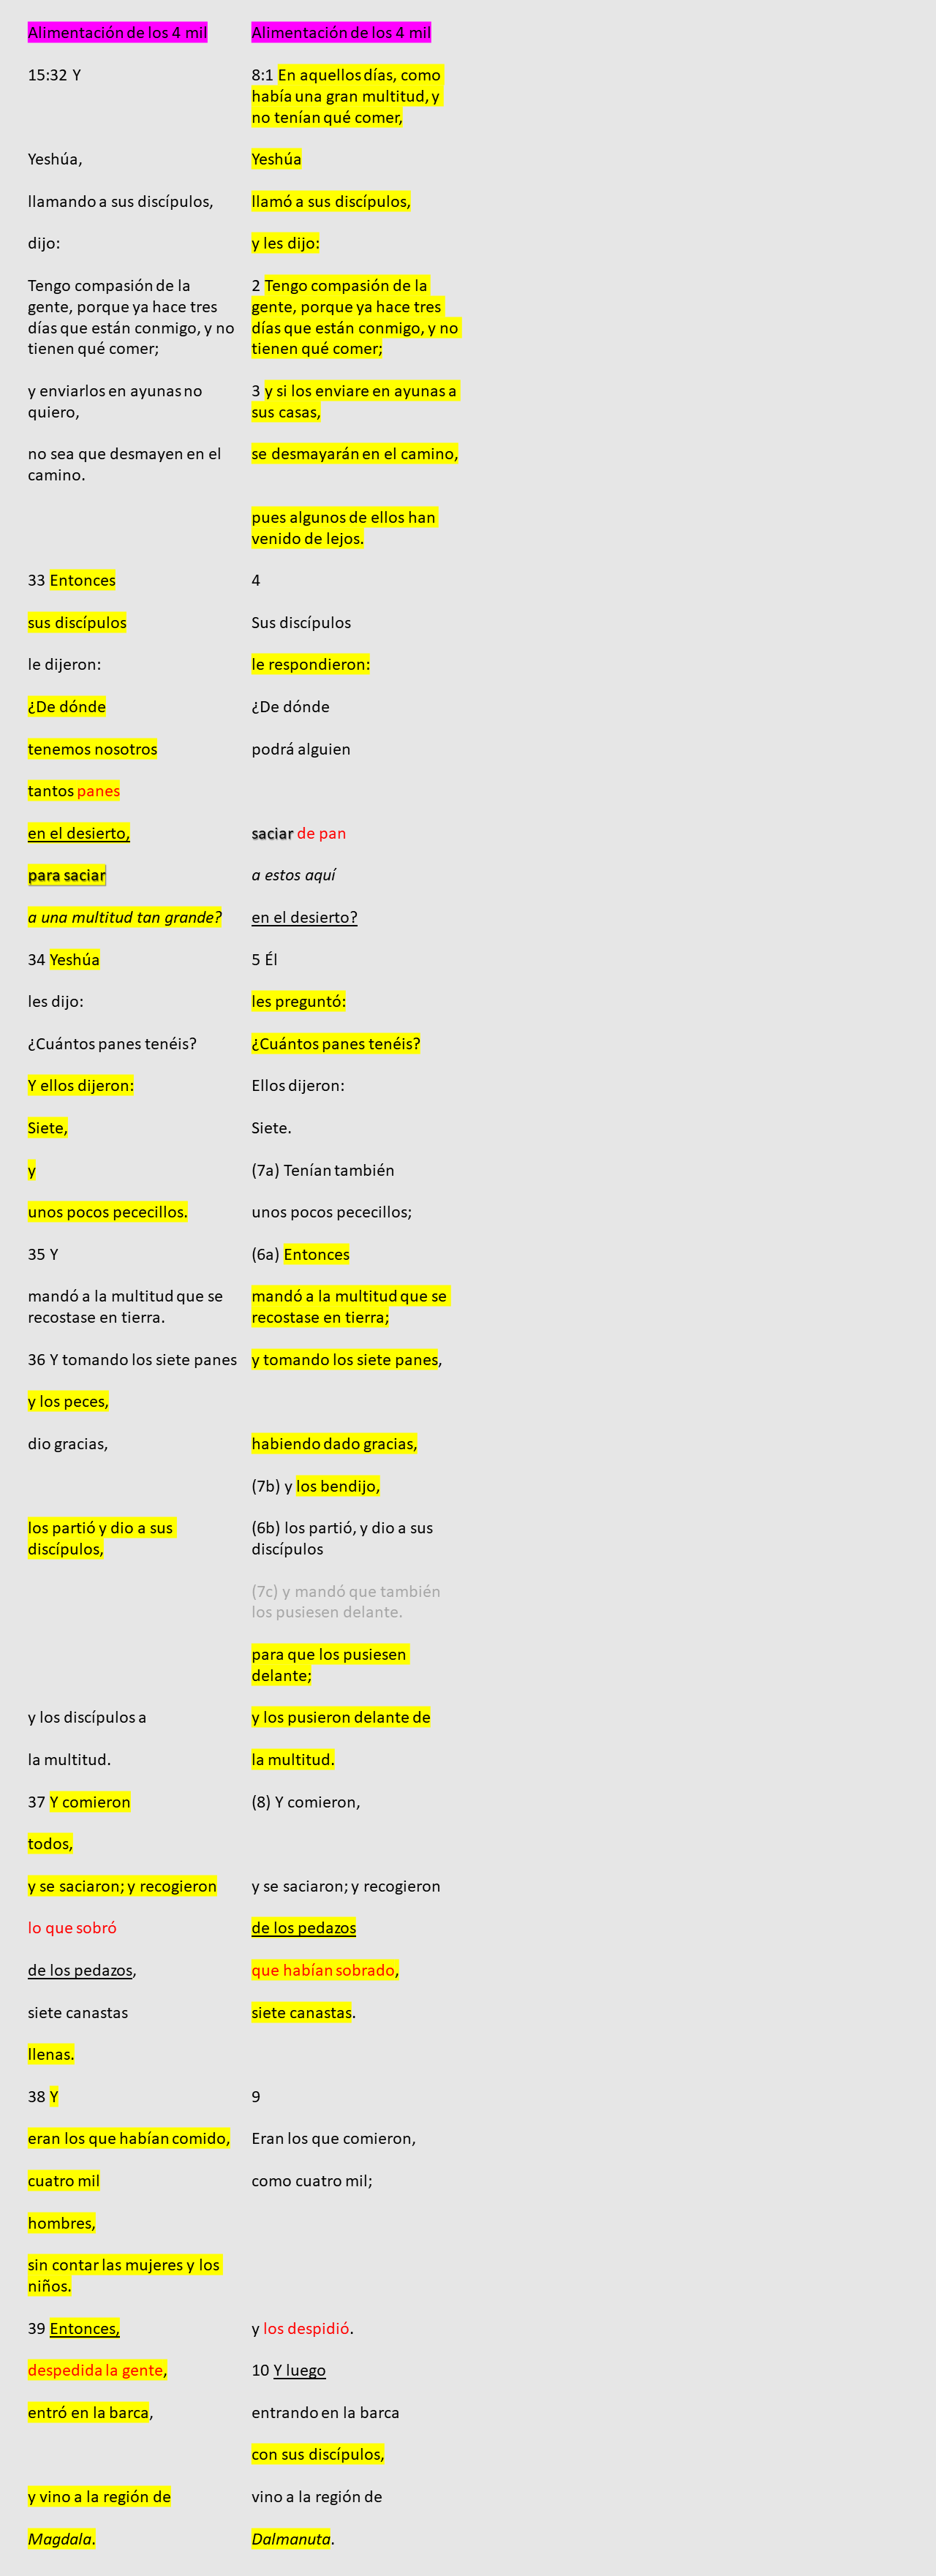 Alimentación de los 4 mil
Alimentación de los 4 mil
15:32 Y
8:1 En aquellos días, como
había una gran multitud, y
no tenían qué comer,
Yeshúa,
Yeshúa
llamando a sus discípulos,
llamó a sus discípulos,
dijo:
y les dijo:
Tengo compasión de la
gente, porque ya hace tres
días que están conmigo, y no
tienen qué comer;
2 Tengo compasión de la
gente, porque ya hace tres
días que están conmigo, y no
tienen qué comer;
y enviarlos en ayunas no
quiero,
3 y si los enviare en ayunas a
sus casas,
no sea que desmayen en el
camino.
se desmayarán en el camino,
pues algunos de ellos han
venido de lejos.
33 Entonces
4
sus discípulos
Sus discípulos
le dijeron:
le respondieron:
¿De dónde
¿De dónde
tenemos nosotros
podrá alguien
tantos panes
en el desierto,
saciar de pan
para saciar
a estos aquí
a una multitud tan grande?
en el desierto?
34 Yeshúa
5 Él
les dijo:
les preguntó:
¿Cuántos panes tenéis?
¿Cuántos panes tenéis?
Y ellos dijeron:
Ellos dijeron:
Siete,
Siete.
y
(7a) Tenían también
unos pocos pececillos.
unos pocos pececillos;
35 Y
(6a) Entonces
mandó a la multitud que se
recostase en tierra.
mandó a la multitud que se
recostase en tierra;
36 Y tomando los siete panes
y tomando los siete panes,
y los peces,
dio gracias,
habiendo dado gracias,
(7b) y los bendijo,
los partió y dio a sus
discípulos,
(6b) los partió, y dio a sus
discípulos
(7c) y mandó que también
los pusiesen delante.
para que los pusiesen
delante;
y los discípulos a
y los pusieron delante de
la multitud.
la multitud.
37 Y comieron
(8) Y comieron,
todos,
y se saciaron; y recogieron
y se saciaron; y recogieron
lo que sobró
de los pedazos
de los pedazos,
que habían sobrado,
siete canastas
siete canastas.
llenas.
38 Y
9
eran los que habían comido,
Eran los que comieron,
cuatro mil
como cuatro mil;
hombres,
sin contar las mujeres y los
niños.
39 Entonces,
y los despidió.
despedida la gente,
10 Y luego
entró en la barca,
entrando en la barca
con sus discípulos,
y vino a la región de
vino a la región de
Magdala.
Dalmanuta.